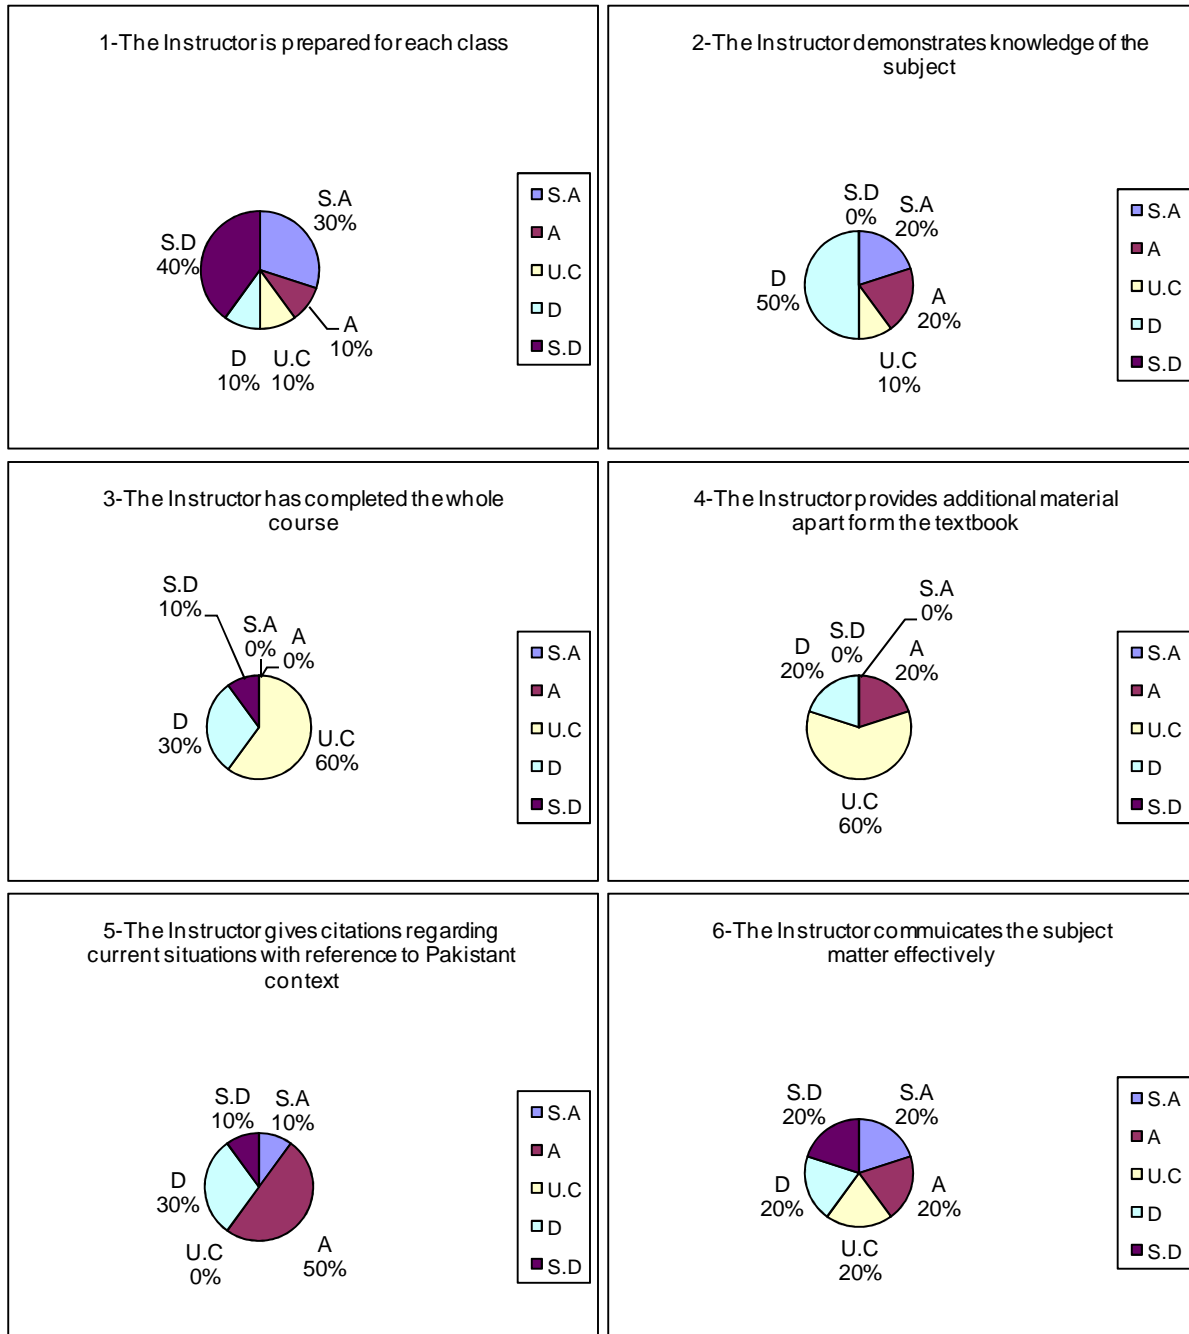 1-The Instructor is prepared for each class
S.A
30%
A
10%
U.C
10%
D
10%
S.D
40%
S.A
A
U.C
D
S.D
2-The Instructor demonstrates knowledge of the
subject
S.D
0%
S.A
20%
A
20%
U.C
10%
D
50%
S.A
A
U.C
D
S.D
3-The Instructor has completed the whole
course
S.D
10%
S.A
0%
A
0%
U.C
60%
D
30%
S.A
A
U.C
D
S.D
4-The Instructor provides additional material
apart form the textbook
S.A
0%
S.D
0%
D
20%
A
20%
U.C
60%
S.A
A
U.C
D
S.D
5-The Instructor gives citations regarding
current situations with reference to Pakistant
context
S.D
10%
S.A
10%
D
30%
U.C
0%
A
50%
S.A
A
U.C
D
S.D
6-The Instructor commuicates the subject
matter effectively
S.D
20%
S.A
20%
D
20%
A
20%
U.C
20%
S.A
A
U.C
D
S.D